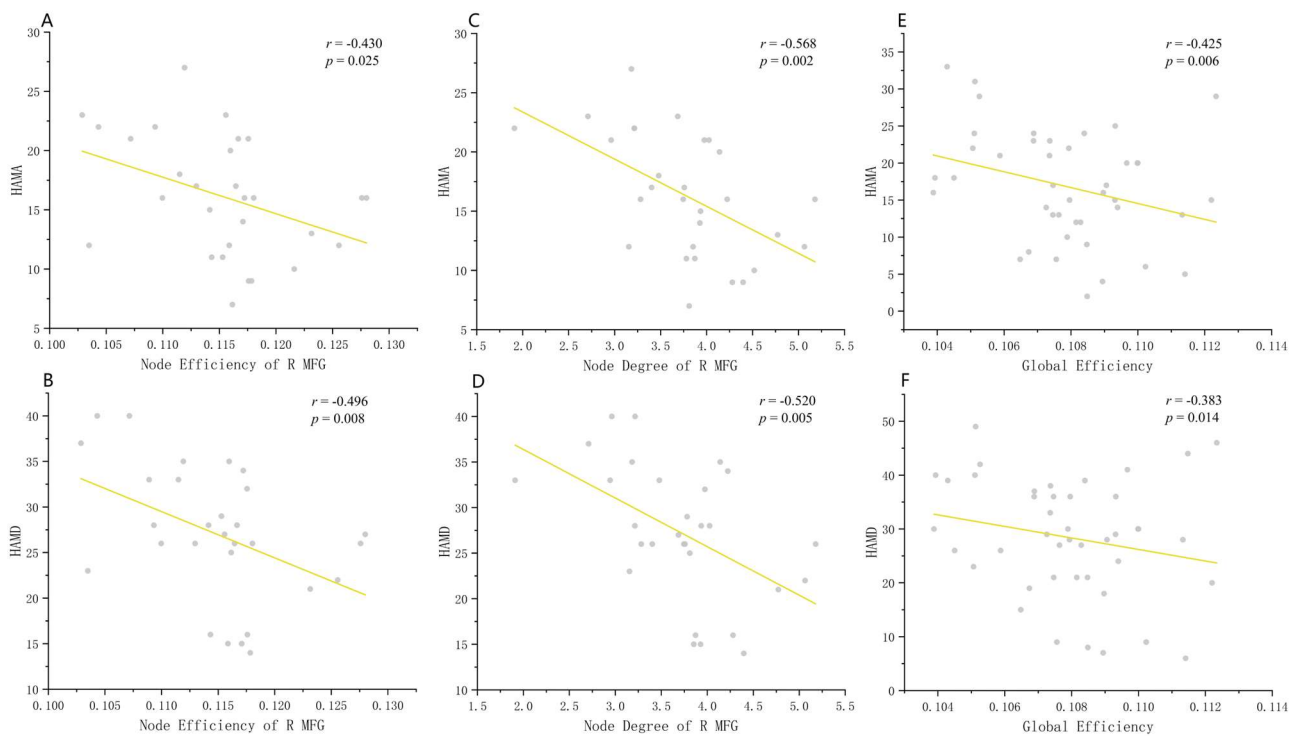 A
r = -0.430
p = 0.025
30
25
20
15
10
5
HAMA
0.100 0.105 0.110 0.115 0.120 0.125 0.130
Node Efficiency of R MFG
C
r = -0.568
p = 0.002
30
25
20
15
10
5
HAMA
1.5 2.0 2.5 3.0 3.5 4.0 4.5 5.0 5.5
Node Degree of R MFG
E
r = -0.425
p = 0.006
35
30
25
20
15
10
5
0
HAMA
0.104 0.106 0.108 0.110 0.112 0.114
Global Efficiency
B
r = -0.496
p = 0.008
40
35
30
25
20
15
10
HAMD
0.100 0.105 0.110 0.115 0.120 0.125 0.130
Node Efficiency of R MFG
D
r = -0.520
p = 0.005
40
35
30
25
20
15
10
HAMD
1.5 2.0 2.5 3.0 3.5 4.0 4.5 5.0 5.5
Node Degree of R MFG
F
r = -0.383
p = 0.014
50
40
30
20
10
0
HAMD
0.104 0.106 0.108 0.110 0.112 0.114
Global Efficiency